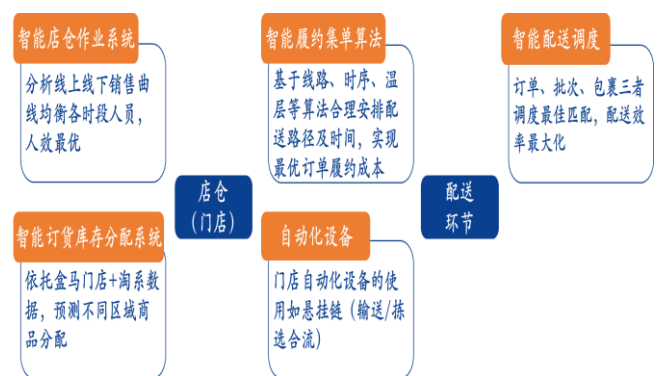 智能店仓作业系统
分析线上线下销售曲
线均衡各时段人员，
人效最优
智能履约集单算法
基于线路、时序、温
层等算法合理安排配
送路径及时间，实现
最优订单履约成本
智能配送调度
订单、批次、包裹三者
调度最佳匹配，配送效
率最大化
店仓
（门店）
配送
环节
智能订货库存分配系统
依托盒马门店+淘系数
据，预测不同区域商
品分配
自动化设备
门店自动化设备的使
用如悬挂链（输送/拣
选合流）